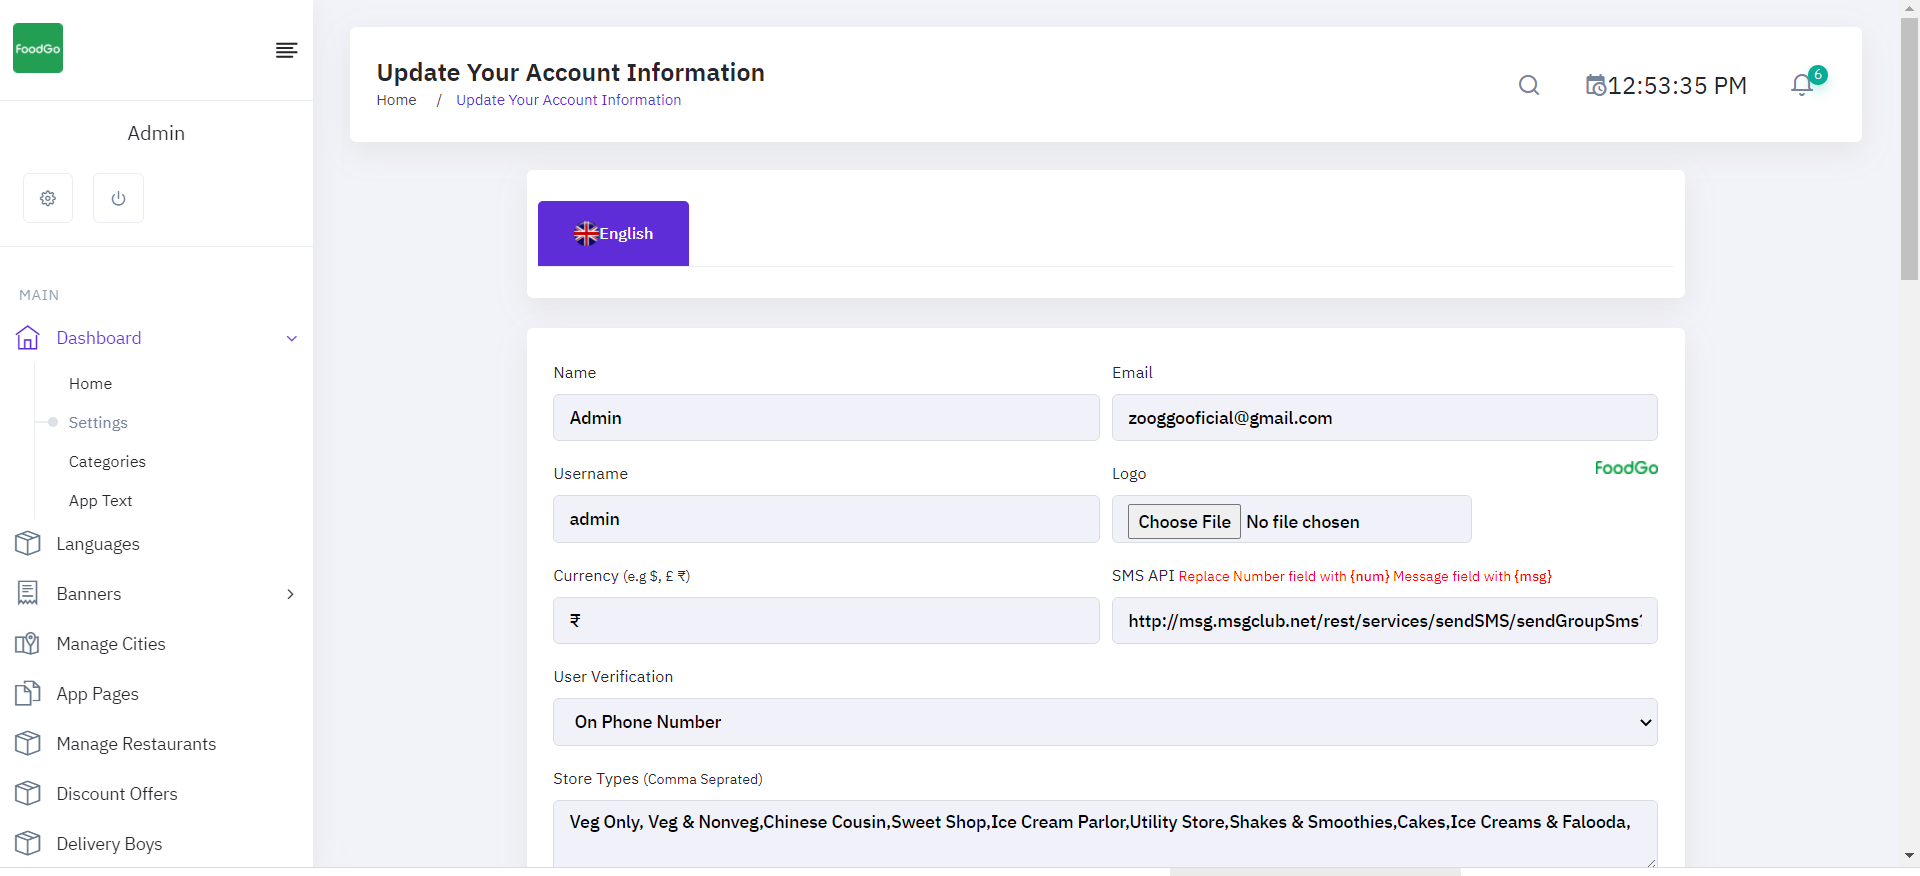 FoodGo
Admin
MAIN
Dashboard
Home
Settings
Categories
App Text
Languages
Banners
Manage Cities
App Pages
Manage Restaurants
Discount Offers
Delivery Boys
Update Your Account Information
Home / Update Your Account Information
12:53:35 PM
6
English
Name
Admin
Email
zooggooficial@gmail.com
Username
admin
Logo
FoodGo
Choose File No file chosen
Currency (e.g $, £ ₹)
₹
SMS API Replace Number field with {num} Message field with {msg}
http://msg.msgclub.net/rest/services/sendSMS/sendGroupSms?
User Verification
On Phone Number
Store Types (Comma Seprated)
Veg Only, Veg & Nonveg,Chinese Cousin,Sweet Shop,Ice Cream Parlor,Utility Store,Shakes & Smoothies,Cakes,Ice Creams & Falooda,